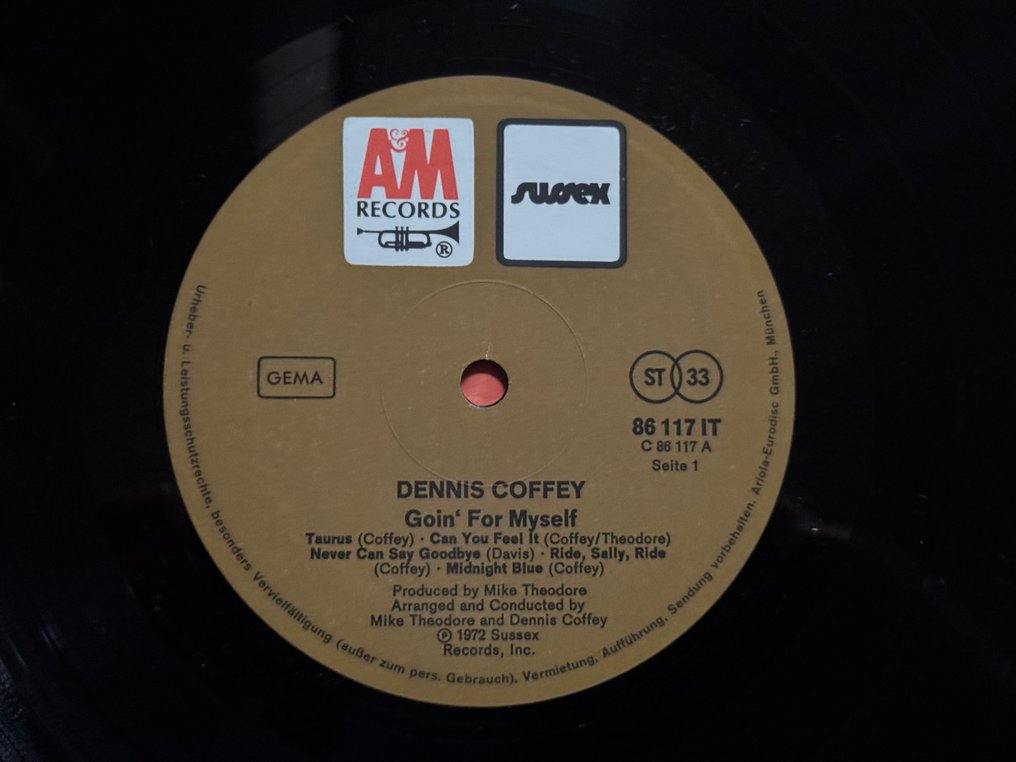 A&M
RECORDS
®
sussex
GEMA
ST 33
86 117 IT
C 86 117 A
Seite 1
DENNIS COFFEY
Goin' For Myself
Taurus (Coffey) · Can You Feel It (Coffey/Theodore)
Never Can Say Goodbye (Davis) · Ride, Sally, Ride
(Coffey) · Midnight Blue (Coffey)
Produced by Mike Theodore
Arranged and Conducted by
Mike Theodore and Dennis Coffey
℗ 1972 Sussex
Records, Inc.
Urheber- u. Leistungsschutzrechte, besonders Vervielfältigung (außer zum pers. Gebrauch), Vermietung, Aufführung, Sendung vorbehalten. Ariola-Eurodisc GmbH., München